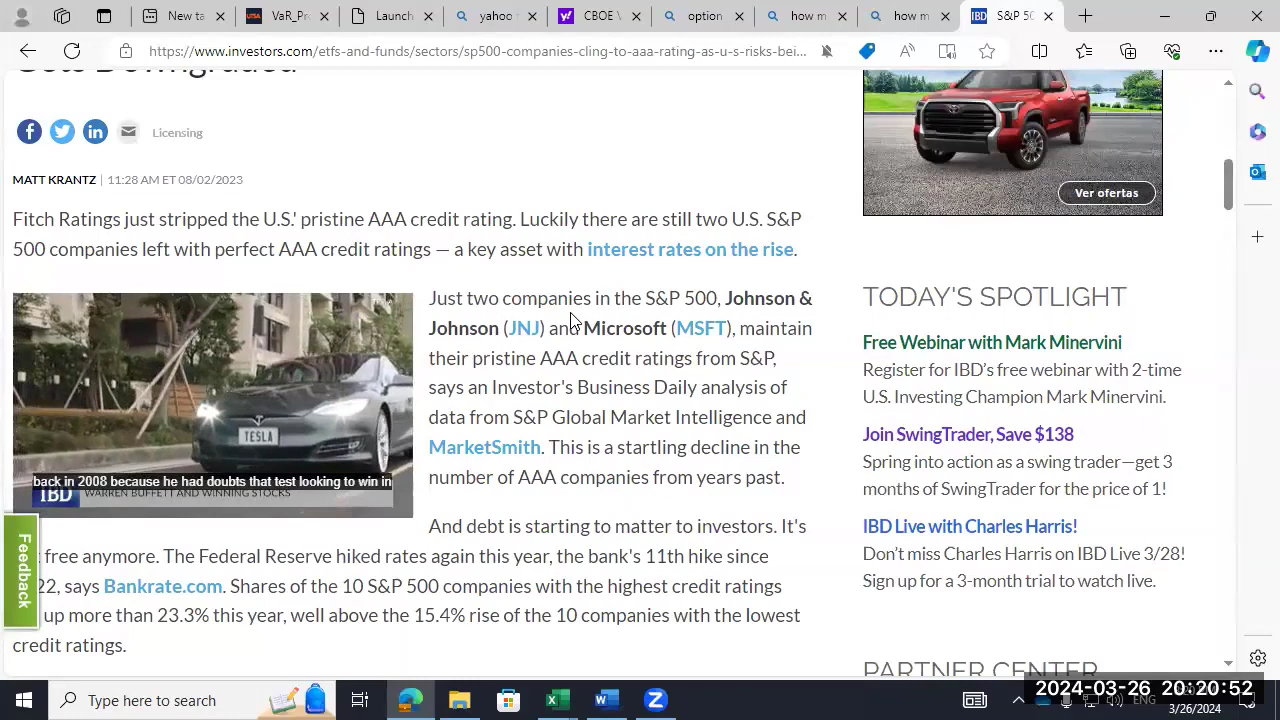 New ta
UTSA
Vsb_Pro
Launch
yahoo
CBOE V
option
how m
how m
IBD
S&P 50
https://www.investors.com/etfs-and-funds/sectors/sp500-companies-cling-to-aaa-rating-as-u-s-risks-bei...
Gets Downgraded
Licensing
MATT KRANTZ | 11:28 AM ET 08/02/2023
Fitch Ratings just stripped the U.S.' pristine AAA credit rating. Luckily there are still two U.S. S&P
500 companies left with perfect AAA credit ratings — a key asset with interest rates on the rise.
Just two companies in the S&P 500, Johnson &
Johnson (JNJ) and Microsoft (MSFT), maintain
their pristine AAA credit ratings from S&P,
says an Investor's Business Daily analysis of
data from S&P Global Market Intelligence and
MarketSmith. This is a startling decline in the
number of AAA companies from years past.
TESLA
back in 2008 because he had doubts that test looking to win in
IBD
WARREN BUFFETT AND WINNING STOCKS
And debt is starting to matter to investors. It's
free anymore. The Federal Reserve hiked rates again this year, the bank's 11th hike since
22, says Bankrate.com. Shares of the 10 S&P 500 companies with the highest credit ratings
up more than 23.3% this year, well above the 15.4% rise of the 10 companies with the lowest
credit ratings.
Feedback
Ver ofertas
TODAY'S SPOTLIGHT
Free Webinar with Mark Minervini
Register for IBD's free webinar with 2-time
U.S. Investing Champion Mark Minervini.
Join SwingTrader, Save $138
Spring into action as a swing trader—get 3
months of SwingTrader for the price of 1!
IBD Live with Charles Harris!
Don't miss Charles Harris on IBD Live 3/28!
Sign up for a 3-month trial to watch live.
PARTNER CENTER
Type here to search
ENG
2024-03-26 20:20:52
3/26/2024